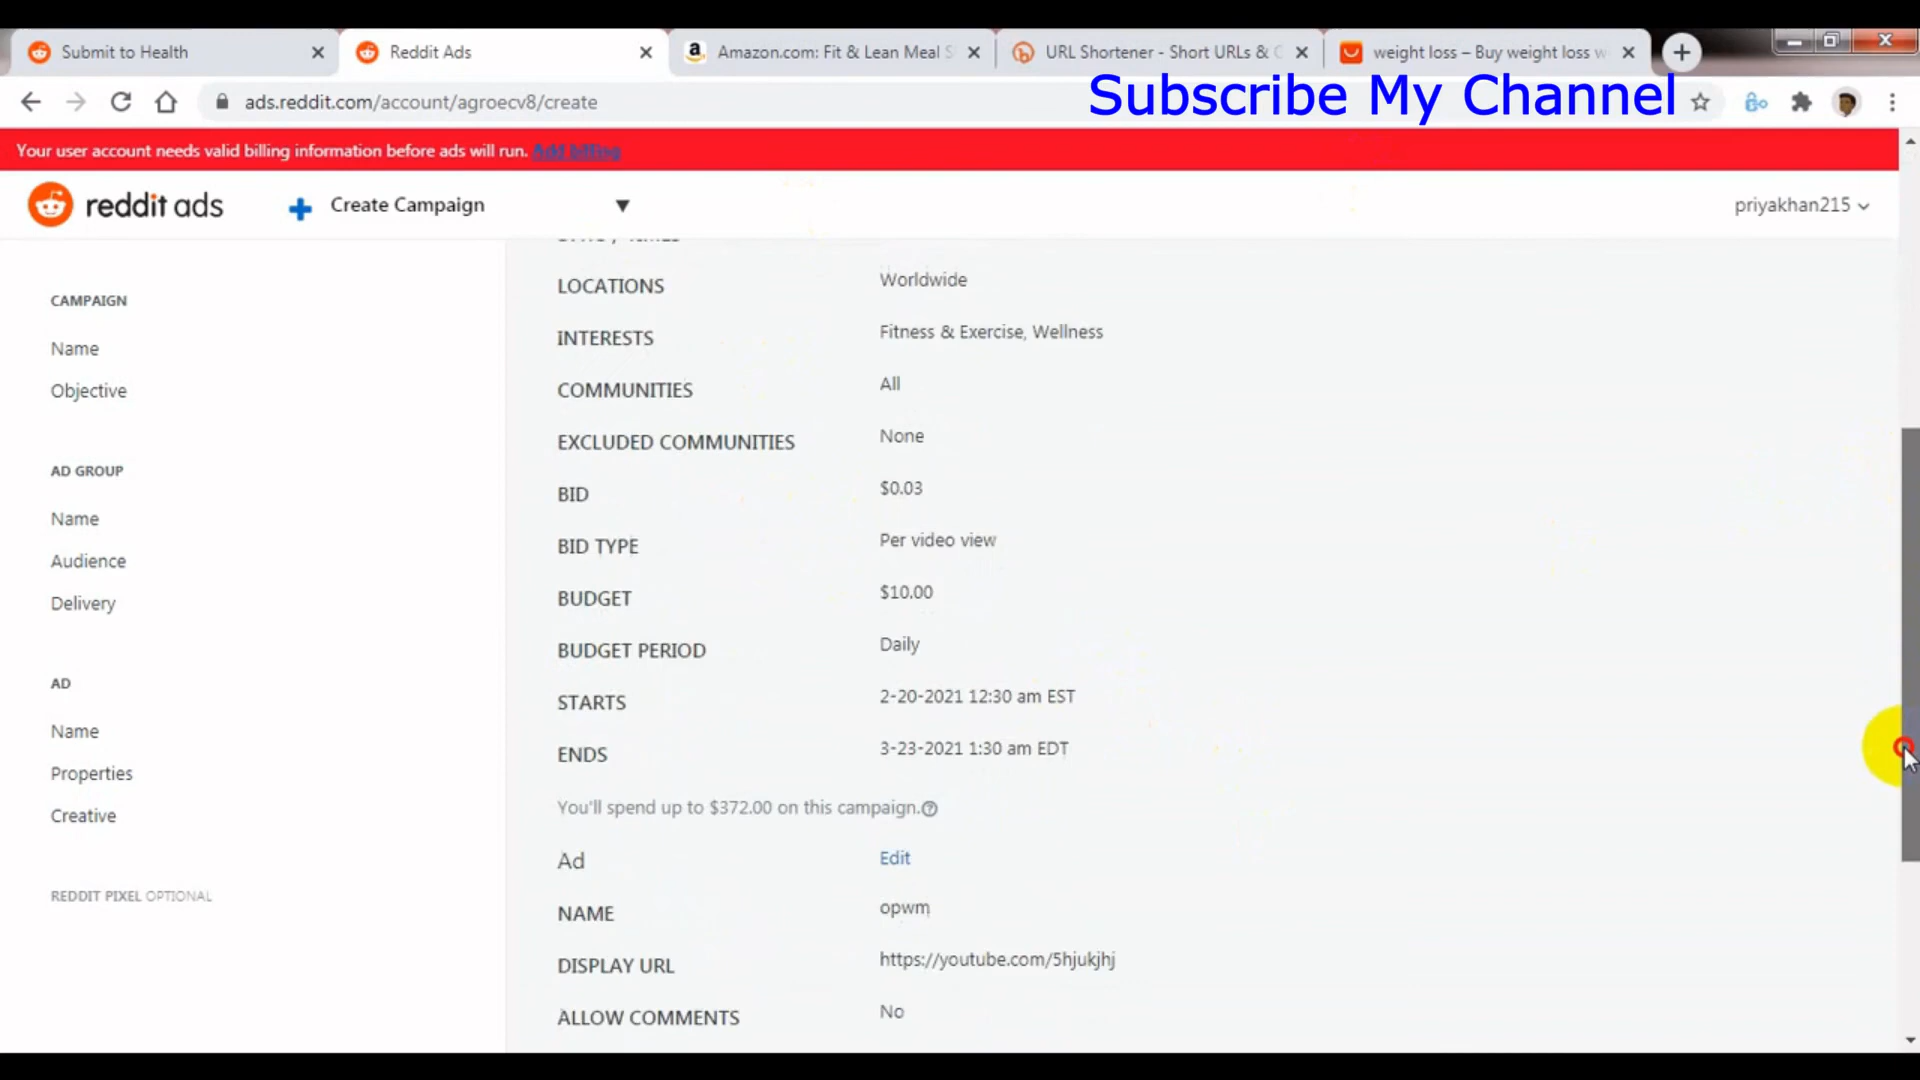 Submit to Health
Reddit Ads
Amazon.com: Fit & Lean Meal S
URL Shortener - Short URLs & C
weight loss – Buy weight loss w
ads.reddit.com/account/agroecv8/create
Subscribe My Channel
Your user account needs valid billing information before ads will run. Add billing
reddit ads
Create Campaign
priyakhan215
CAMPAIGN
Name
Objective
AD GROUP
Name
Audience
Delivery
AD
Name
Properties
Creative
REDDIT PIXEL OPTIONAL
LOCATIONS Worldwide
INTERESTS Fitness & Exercise, Wellness
COMMUNITIES All
EXCLUDED COMMUNITIES None
BID $0.03
BID TYPE Per video view
BUDGET $10.00
BUDGET PERIOD Daily
STARTS 2-20-2021 12:30 am EST
ENDS 3-23-2021 1:30 am EDT
You'll spend up to $372.00 on this campaign.
Ad Edit
NAME opwm
DISPLAY URL https://youtube.com/5hjukjhj
ALLOW COMMENTS No